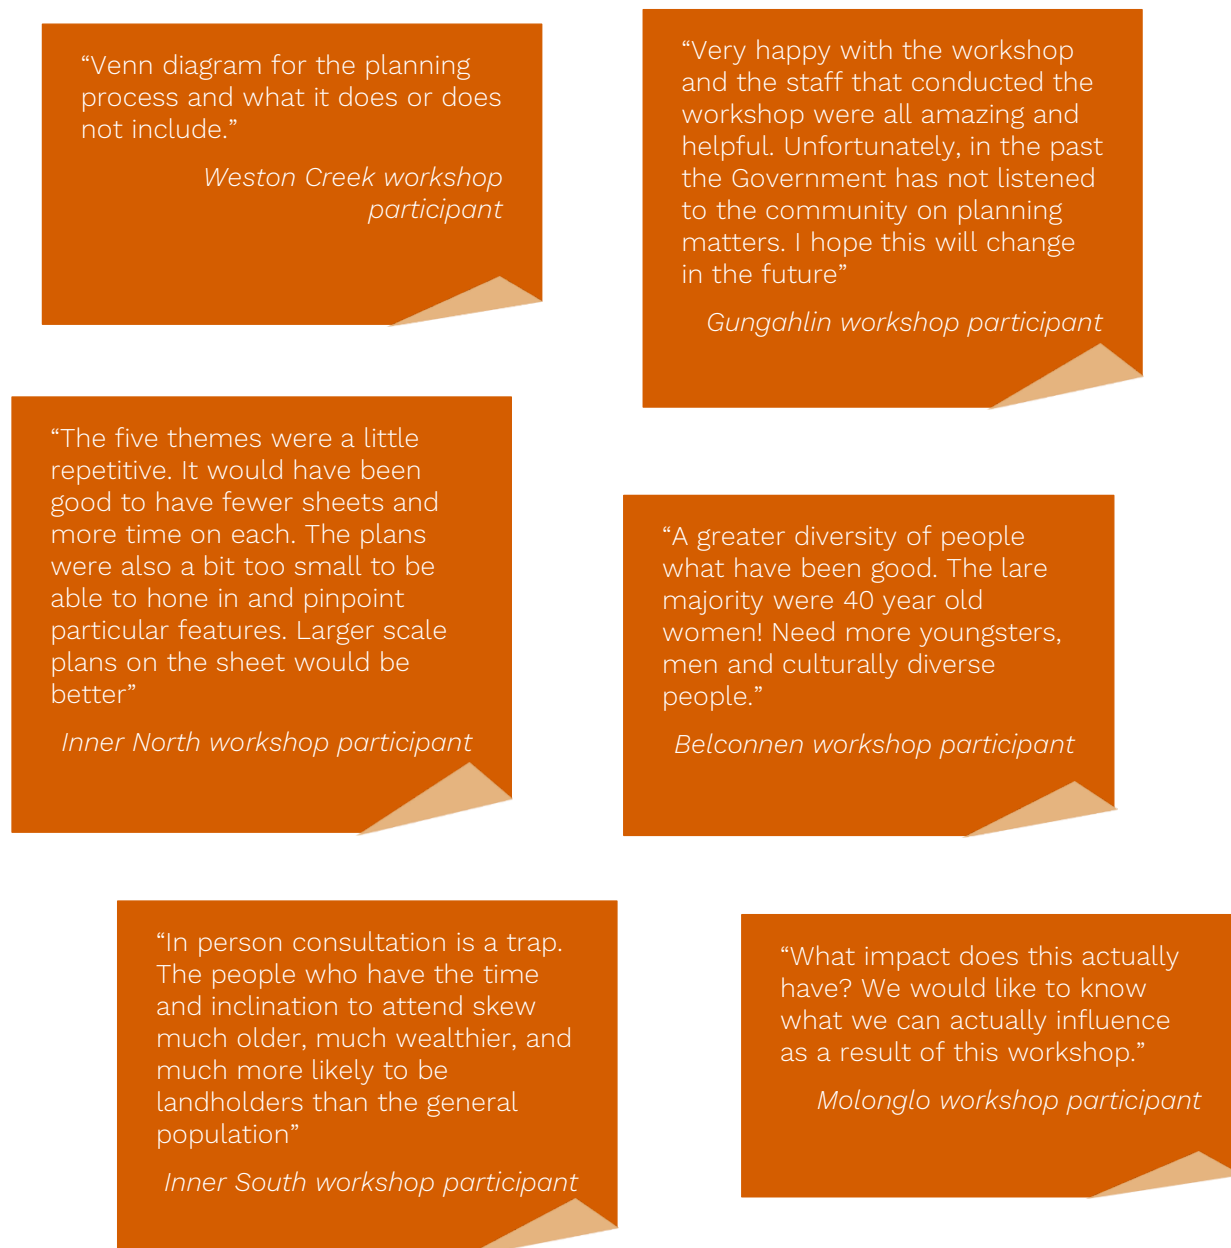 “Venn diagram for the planning
process and what it does or does
not include.”
Weston Creek workshop
participant
“Very happy with the workshop
and the staff that conducted the
workshop were all amazing and
helpful. Unfortunately, in the past
the Government has not listened
to the community on planning
matters. I hope this will change
in the future”
Gungahlin workshop participant
“The five themes were a little
repetitive. It would have been
good to have fewer sheets and
more time on each. The plans
were also a bit too small to be
able to hone in and pinpoint
particular features. Larger scale
plans on the sheet would be
better”
Inner North workshop participant
“A greater diversity of people
what have been good. The lare
majority were 40 year old
women! Need more youngsters,
men and culturally diverse
people.”
Belconnen workshop participant
“In person consultation is a trap.
The people who have the time
and inclination to attend skew
much older, much wealthier, and
much more likely to be
landholders than the general
population”
Inner South workshop participant
“What impact does this actually
have? We would like to know
what we can actually influence
as a result of this workshop.”
Molonglo workshop participant